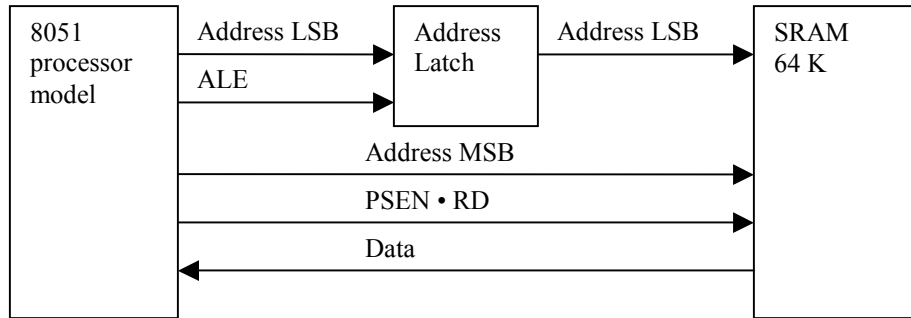 8051
processor
model
Address LSB
ALE
Address
Latch
Address LSB
SRAM
64 K
Address MSB
PSEN • RD
Data